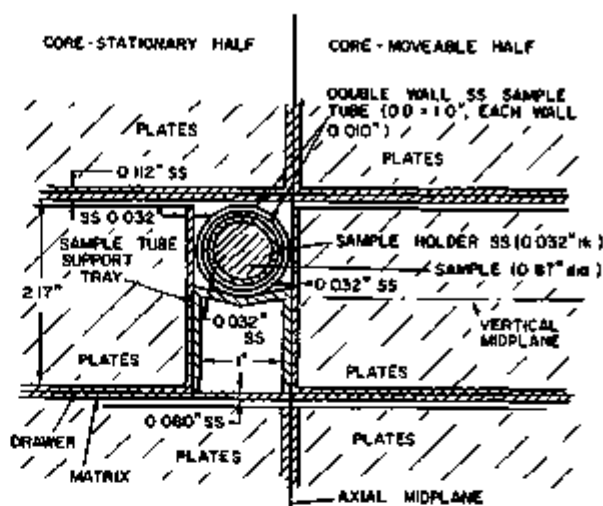 CORE-STATIONARY HALF
CORE-MOVEABLE HALF
DOUBLE WALL SS SAMPLE
TUBE (O.D = 1.0", EACH WALL
0.010")
PLATES
PLATES
0.112" SS
SS 0.032
SAMPLE TUBE
SUPPORT
TRAY
SAMPLE HOLDER SS (0.032" tk)
SAMPLE (0.87" dia)
0.032" SS
2.17"
0.032"
SS
1"
VERTICAL
MIDPLANE
PLATES
PLATES
0.080" SS
DRAWER
PLATES
PLATES
MATRIX
AXIAL MIDPLANE